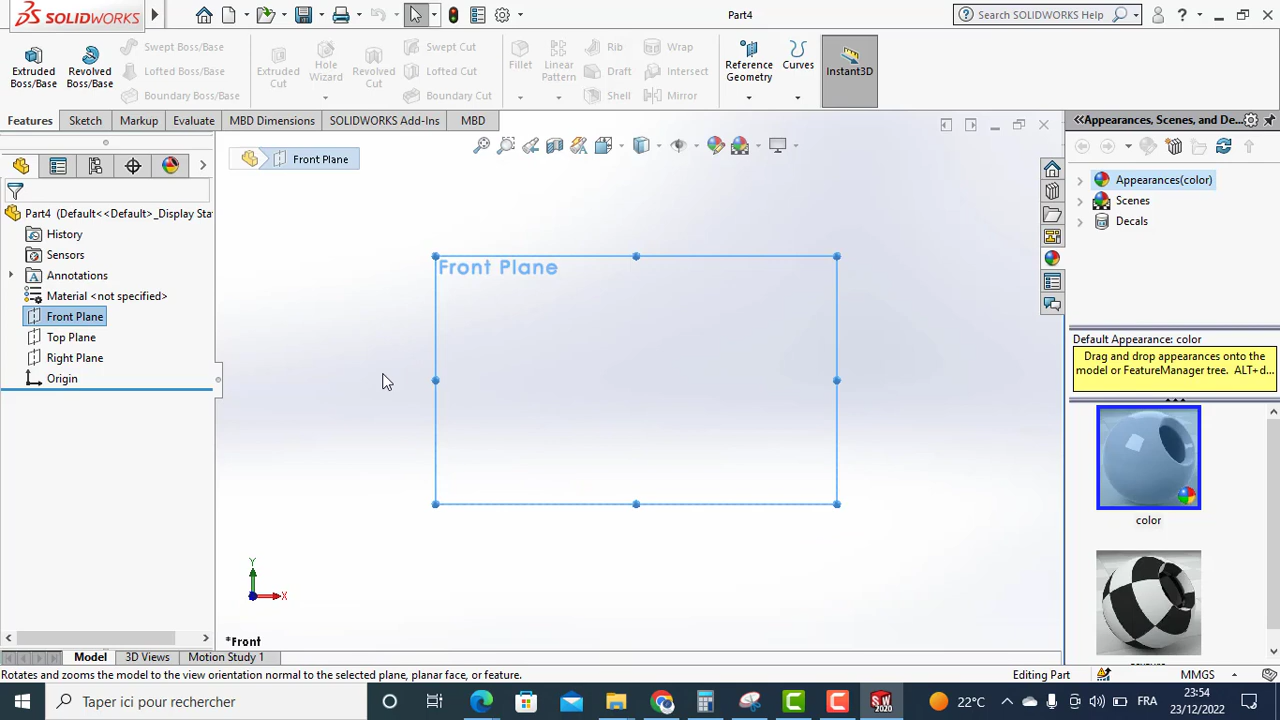 SOLIDWORKS
Part4
Search SOLIDWORKS Help
?
Extruded
Boss/Base
Revolved
Boss/Base
Swept Boss/Base
Lofted Boss/Base
Boundary Boss/Base
Extruded
Cut
Hole
Wizard
Revolved
Cut
Swept Cut
Lofted Cut
Boundary Cut
Fillet
Linear
Pattern
Rib
Draft
Shell
Wrap
Intersect
Mirror
Reference
Geometry
Curves
Instant3D
Features
Sketch
Markup
Evaluate
MBD Dimensions
SOLIDWORKS Add-Ins
MBD
Front Plane
Part4 (Default<<Default>_Display Sta
History
Sensors
Annotations
Material <not specified>
Front Plane
Top Plane
Right Plane
Origin
Front Plane
Y
X
*Front
Appearances, Scenes, and De...
Appearances(color)
Scenes
Decals
Default Appearance: color
Drag and drop appearances onto the
model or FeatureManager tree. ALT+d...
color
Model
3D Views
Motion Study 1
Rotates and zooms the model to the view orientation normal to the selected plane, planar face, or feature.
Editing Part
MMGS
Taper ici pour rechercher
SW
2020
22°C
FRA
23:54
23/12/2022